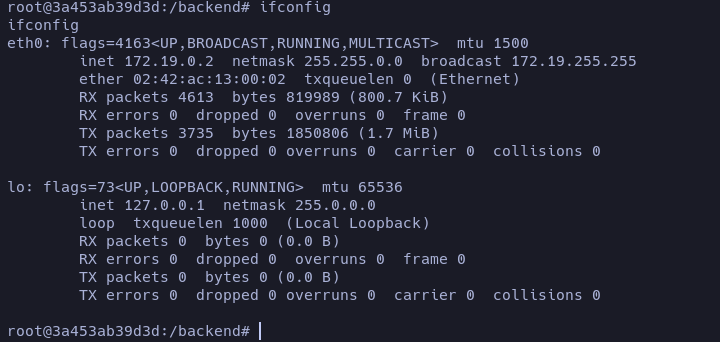 root@3a453ab39d3d:/backend# ifconfig
ifconfig
eth0: flags=4163<UP,BROADCAST,RUNNING,MULTICAST>  mtu 1500
        inet 172.19.0.2  netmask 255.255.0.0  broadcast 172.19.255.255
        ether 02:42:ac:13:00:02  txqueuelen 0  (Ethernet)
        RX packets 4613  bytes 819989 (800.7 KiB)
        RX errors 0  dropped 0  overruns 0  frame 0
        TX packets 3735  bytes 1850806 (1.7 MiB)
        TX errors 0  dropped 0 overruns 0  carrier 0  collisions 0

lo: flags=73<UP,LOOPBACK,RUNNING>  mtu 65536
        inet 127.0.0.1  netmask 255.0.0.0
        loop  txqueuelen 1000  (Local Loopback)
        RX packets 0  bytes 0 (0.0 B)
        RX errors 0  dropped 0  overruns 0  frame 0
        TX packets 0  bytes 0 (0.0 B)
        TX errors 0  dropped 0 overruns 0  carrier 0  collisions 0

root@3a453ab39d3d:/backend#